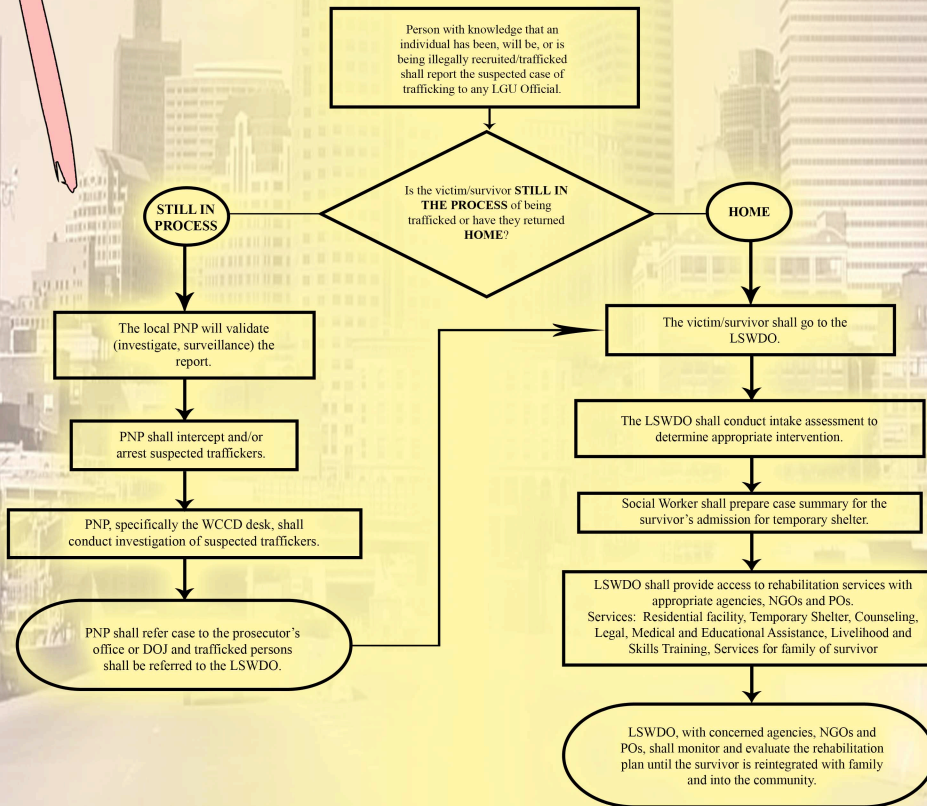 Person with knowledge that an
individual has been, will be, or is
being illegally recruited/trafficked
shall report the suspected case of
trafficking to any LGU Official.
Is the victim/survivor STILL IN
THE PROCESS of being
trafficked or have they returned
HOME?
STILL IN
PROCESS
The local PNP will validate
(investigate, surveillance) the
report.
PNP shall intercept and/or
arrest suspected traffickers.
PNP, specifically the WCCD desk, shall
conduct investigation of suspected traffickers.
PNP shall refer case to the prosecutor's
office or DOJ and trafficked persons
shall be referred to the LSWDO.
HOME
The victim/survivor shall go to the
LSWDO.
The LSWDO shall conduct intake assessment to
determine appropriate intervention.
Social Worker shall prepare case summary for the
survivor's admission for temporary shelter.
LSWDO shall provide access to rehabilitation services with
appropriate agencies, NGOs and POs.
Services: Residential facility, Temporary Shelter, Counseling,
Legal, Medical and Educational Assistance, Livelihood and
Skills Training, Services for family of survivor
LSWDO, with concerned agencies, NGOs and
POs, shall monitor and evaluate the rehabilitation
plan until the survivor is reintegrated with family
and into the community.